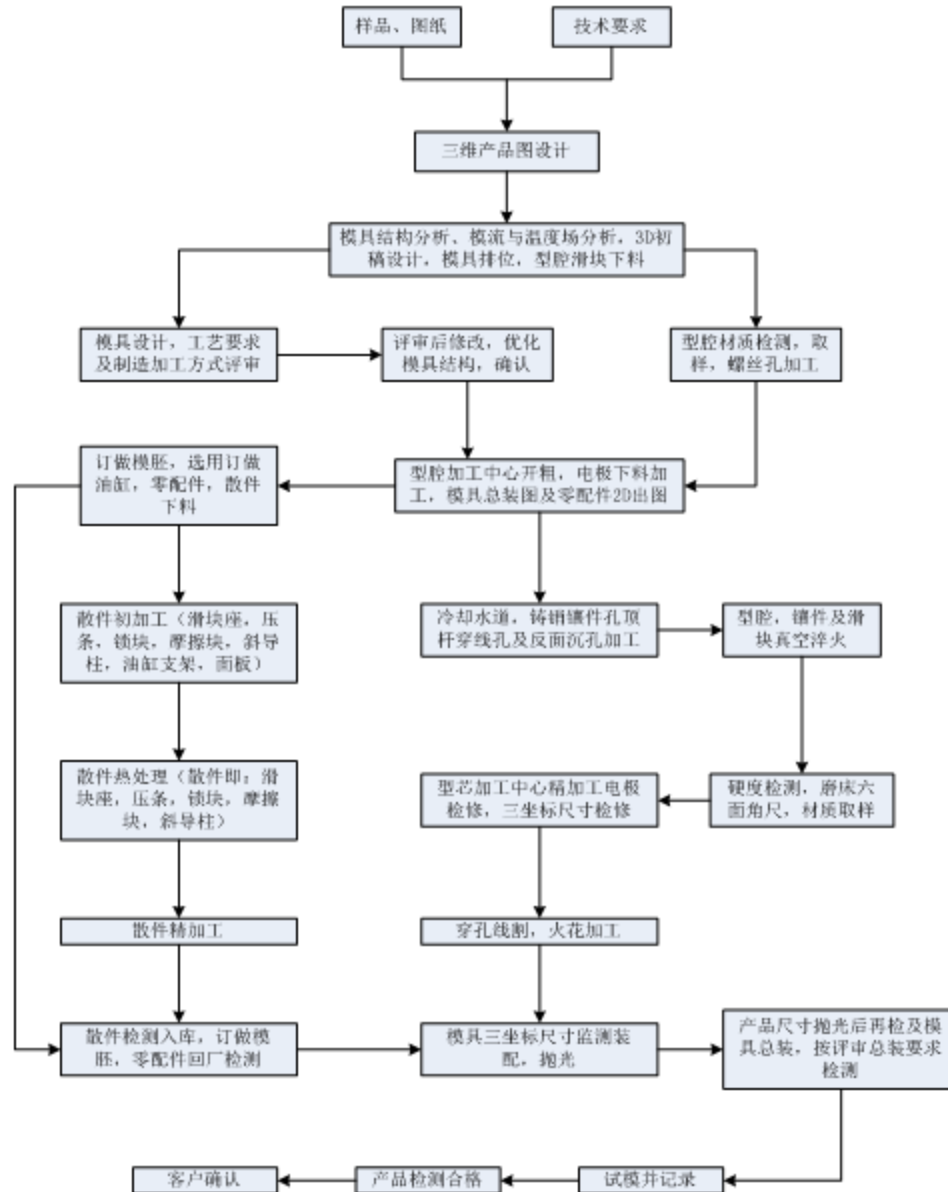 样品、图纸
技术要求
三维产品图设计
模具结构分析、模流与温度场分析，3D初
稿设计，模具排位，型腔滑块下料
模具设计，工艺要求
及制造加工方式评审
评审后修改，优化
模具结构，确认
型腔材质检测，取
样，螺丝孔加工
订做模胚，选用订做
油缸，零配件，散件
下料
型腔加工中心开粗，电极下料加
工，模具总装图及零配件2D出图
散件初加工（滑块座，压
条，锁块，摩擦块，斜导
柱，油缸支架，面板）
冷却水道，铸销镶件孔顶
杆穿线孔及反面沉孔加工
型腔，镶件及滑
块真空淬火
散件热处理（散件即：滑
块座，压条，锁块，摩擦
块，斜导柱）
型芯加工中心精加工电极
检修，三坐标尺寸检修
硬度检测，磨床六
面角尺，材质取样
散件精加工
穿孔线割，火花加工
散件检测入库，订做模
胚，零配件回厂检测
模具三坐标尺寸监测装
配，抛光
产品尺寸抛光后再检及模
具总装，按评审总装要求
检测
客户确认
产品检测合格
试模并记录